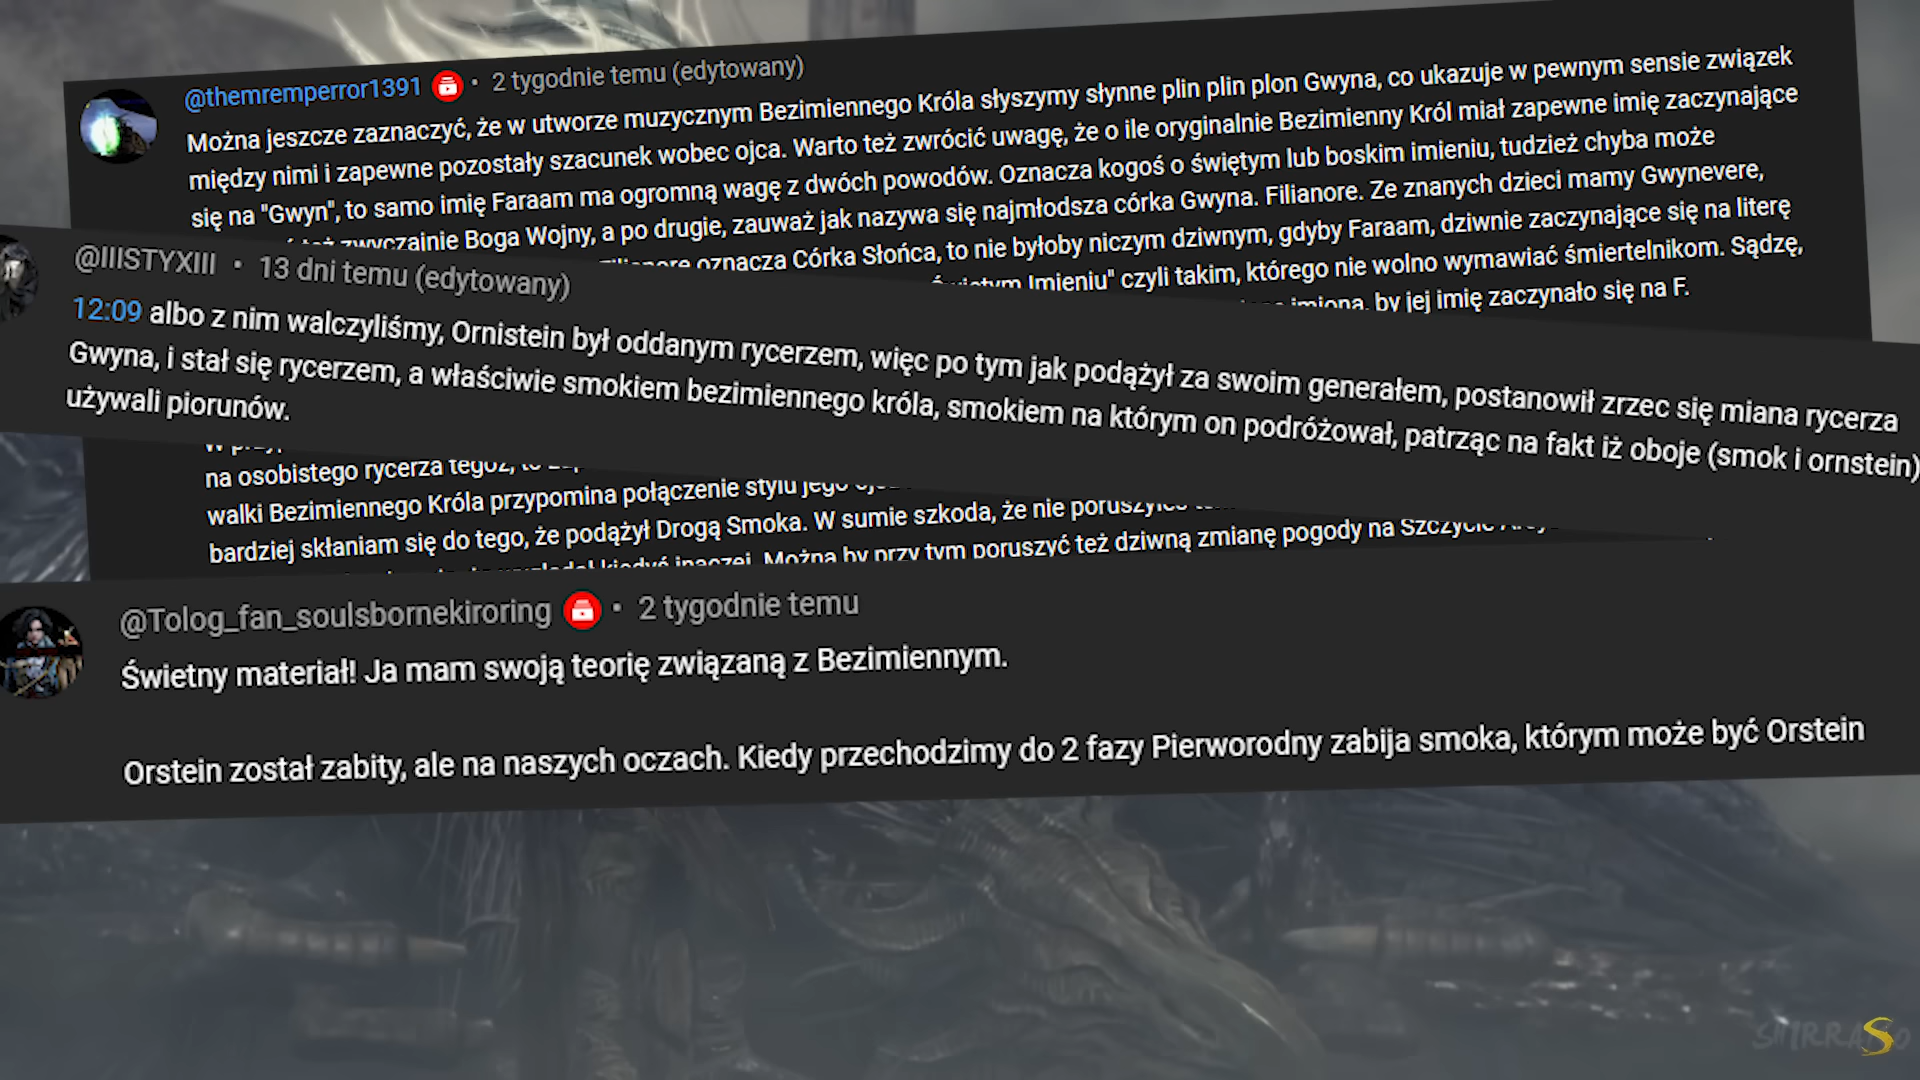 @themremperror1391 • 2 tygodnie temu (edytowany)
Można jeszcze zaznaczyć, że w utworze muzycznym Bezimiennego Króla słyszymy słynne plin plin plon Gwyna, co ukazuje w pewnym sensie związek
między nimi i zapewne pozostały szacunek wobec ojca. Warto też zwrócić uwagę, że o ile oryginalnie Bezimienny Król miał zapewne imię zaczynające
się na "Gwyn", to samo imię Faraam ma ogromną wagę z dwóch powodów. Oznacza kogoś o świętym lub boskim imieniu, tudzież chyba może
też zwyczajnie Boga Wojny, a po drugie, zauważ jak nazywa się najmłodsza córka Gwyna. Filianore. Ze znanych dzieci mamy Gwynevere,
Filianore oznacza Córka Słońca, to nie byłoby niczym dziwnym, gdyby Faraam, dziwnie zaczynające się na literę
Świętym Imieniu" czyli takim, którego nie wolno wymawiać śmiertelnikom. Sądzę,
imiona, by jej imię zaczynało się na F.
@IIISTYXIII • 13 dni temu (edytowany)
12:09 albo z nim walczyliśmy, Ornistein był oddanym rycerzem, więc po tym jak podążył za swoim generałem, postanowił zrzec się miana rycerza
Gwyna, i stał się rycerzem, a właściwie smokiem bezimiennego króla, smokiem na którym on podróżował, patrząc na fakt iż oboje (smok i ornstein)
używali piorunów.
na osobistego rycerza tegoż,
walki Bezimiennego Króla przypomina połączenie stylu jego
bardziej skłaniam się do tego, że podążył Drogą Smoka. W sumie szkoda, że nie poruszyłeś
kiedyś inaczej. Można by przy tym poruszyć też dziwną zmianę pogody na Szczycie
@Tolog_fan_soulsbornekiroring • 2 tygodnie temu
Świetny materiał! Ja mam swoją teorię związaną z Bezimiennym.
Orstein został zabity, ale na naszych oczach. Kiedy przechodzimy do 2 fazy Pierworodny zabija smoka, którym może być Orstein